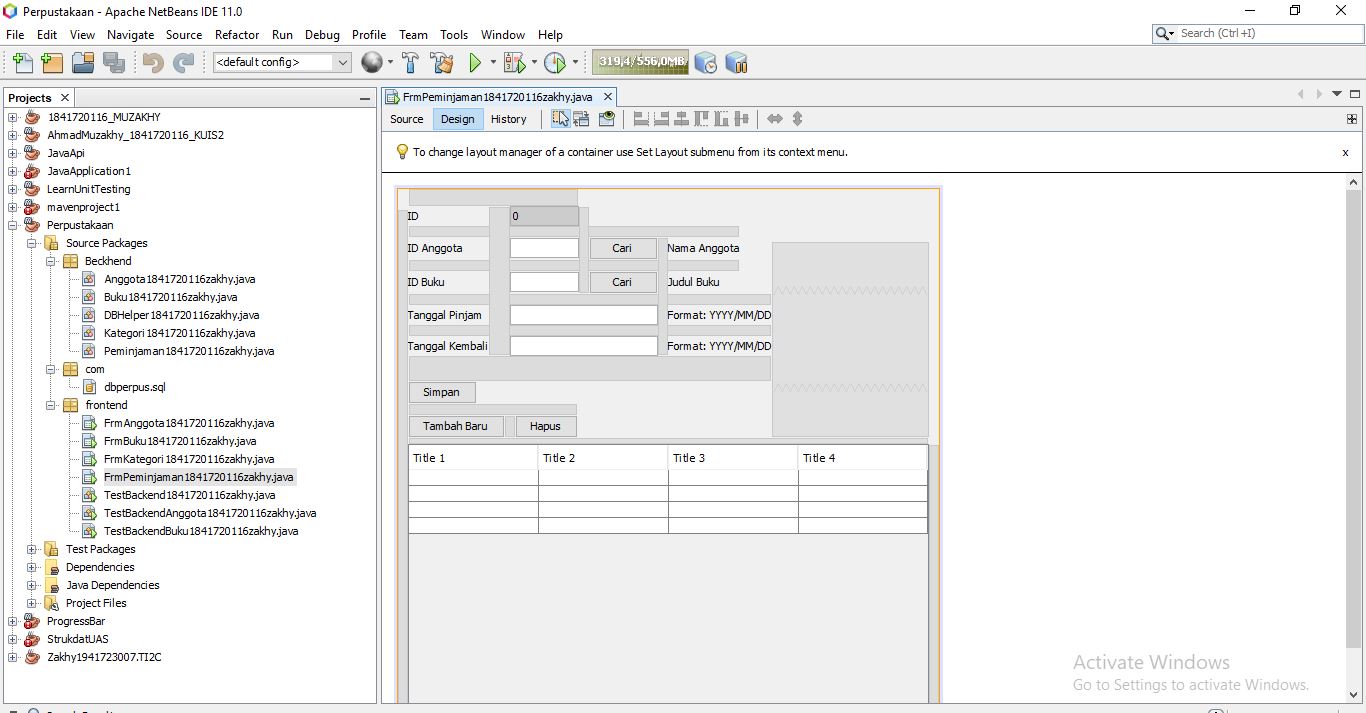 Perpustakaan - Apache NetBeans IDE 11.0
File Edit View Navigate Source Refactor Run Debug Profile Team Tools Window Help
Search (Ctrl+I)
<default config>
319,4/556,0MB
Projects
1841720116_MUZAKHY
AhmadMuzakhy_1841720116_KUIS2
JavaApi
JavaApplication1
LearnUnitTesting
mavenproject1
Perpustakaan
Source Packages
Beckhend
Anggota1841720116zakhy.java
Buku1841720116zakhy.java
DBHelper1841720116zakhy.java
Kategori1841720116zakhy.java
Peminjaman1841720116zakhy.java
com
dbperpus.sql
frontend
FrmAnggota1841720116zakhy.java
FrmBuku1841720116zakhy.java
FrmKategori1841720116zakhy.java
FrmPeminjaman1841720116zakhy.java
TestBackend1841720116zakhy.java
TestBackendAnggota1841720116zakhy.java
TestBackendBuku1841720116zakhy.java
Test Packages
Dependencies
Java Dependencies
Project Files
ProgressBar
StrukdatUAS
Zakhy1941723007.TI2C
FrmPeminjaman1841720116zakhy.java
Source Design History
To change layout manager of a container use Set Layout submenu from its context menu.
x
ID 0
ID Anggota Cari Nama Anggota
ID Buku Cari Judul Buku
Tanggal Pinjam Format: YYYY/MM/DD
Tanggal Kembali Format: YYYY/MM/DD
Simpan
Tambah Baru Hapus
Title 1 Title 2 Title 3 Title 4
Activate Windows
Go to Settings to activate Windows.